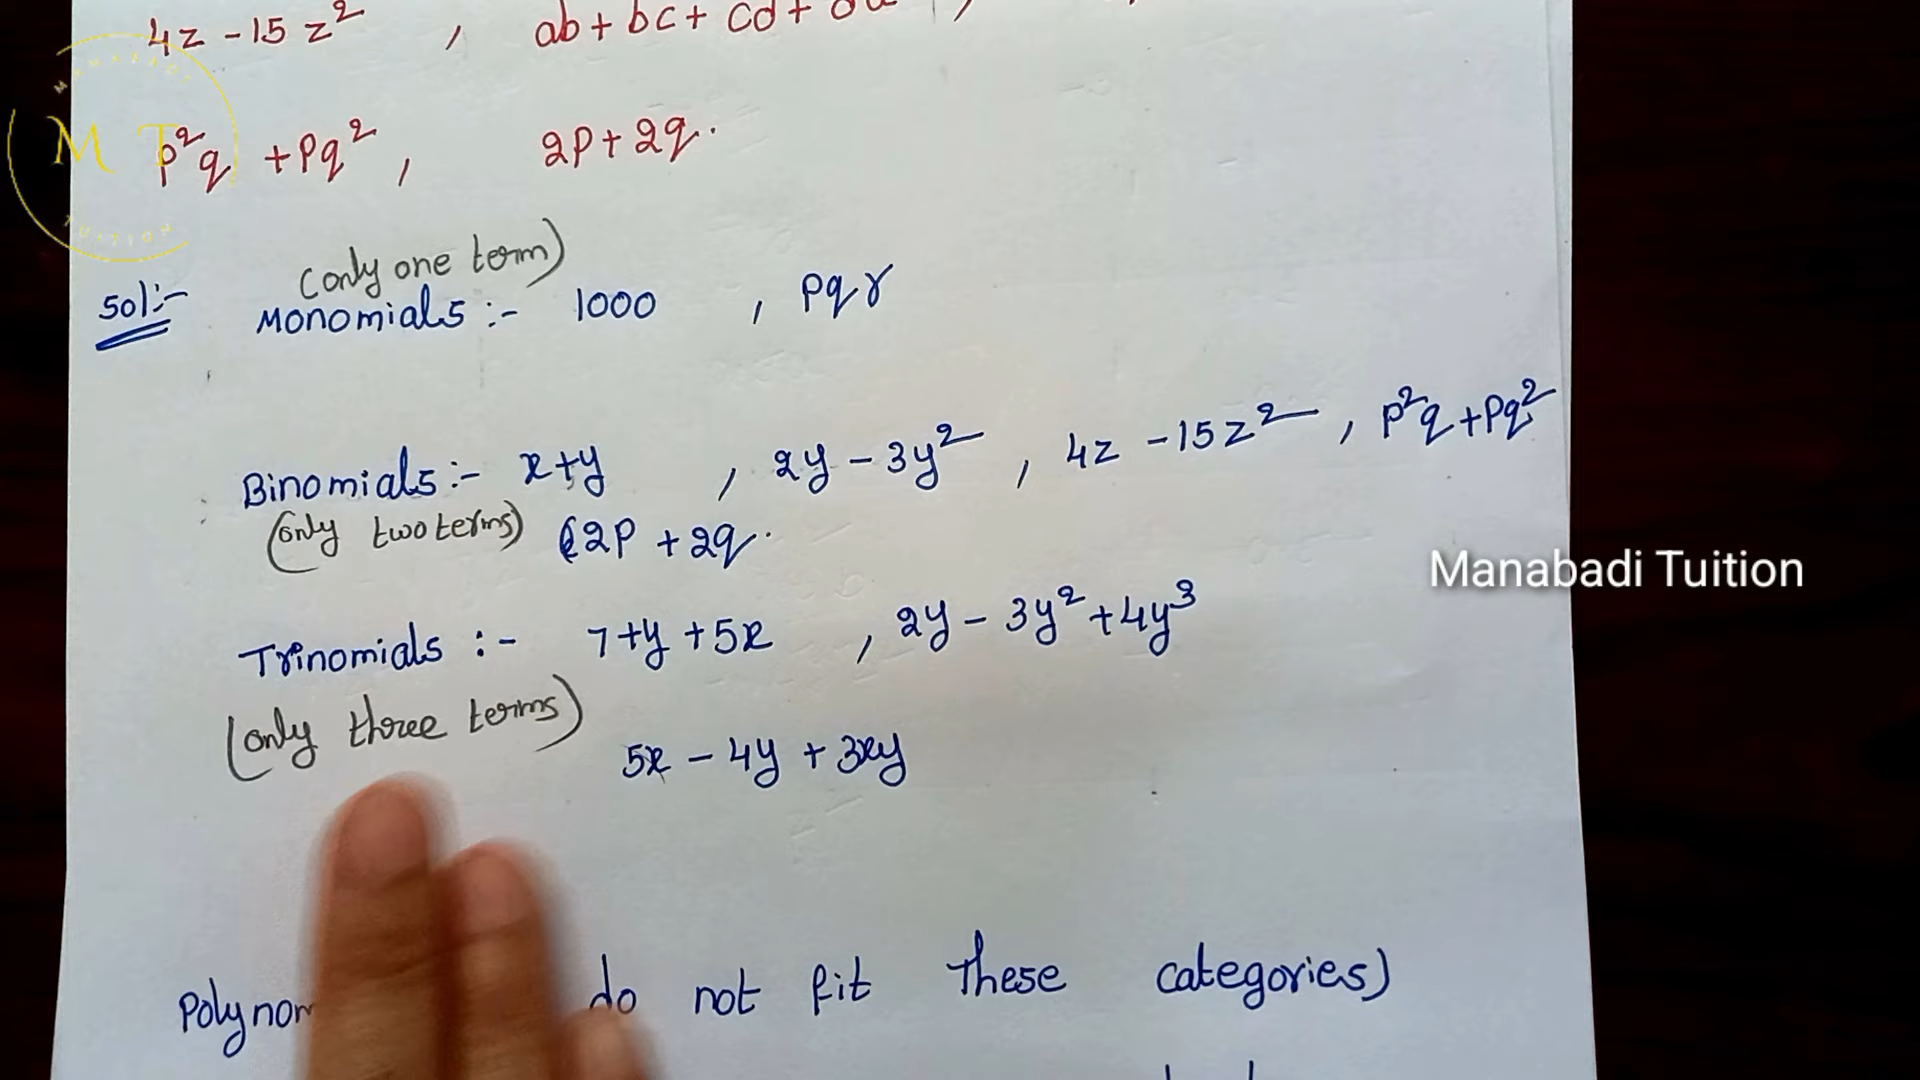 4z - 15z² , ab + bc + cd +
p²q + pq² , 2p + 2q.
M T
(only one term)
Sol:- Monomials :- 1000 , pqr
Binomials :- x+y , 2y - 3y² , 4z - 15z² , p²q + pq²
(only two terms) 2p + 2q.
Manabadi Tuition
Trinomials :- 7+y+5x , 2y - 3y² + 4y³
(only three terms)
5x - 4y + 3xy
do not fit These categories)